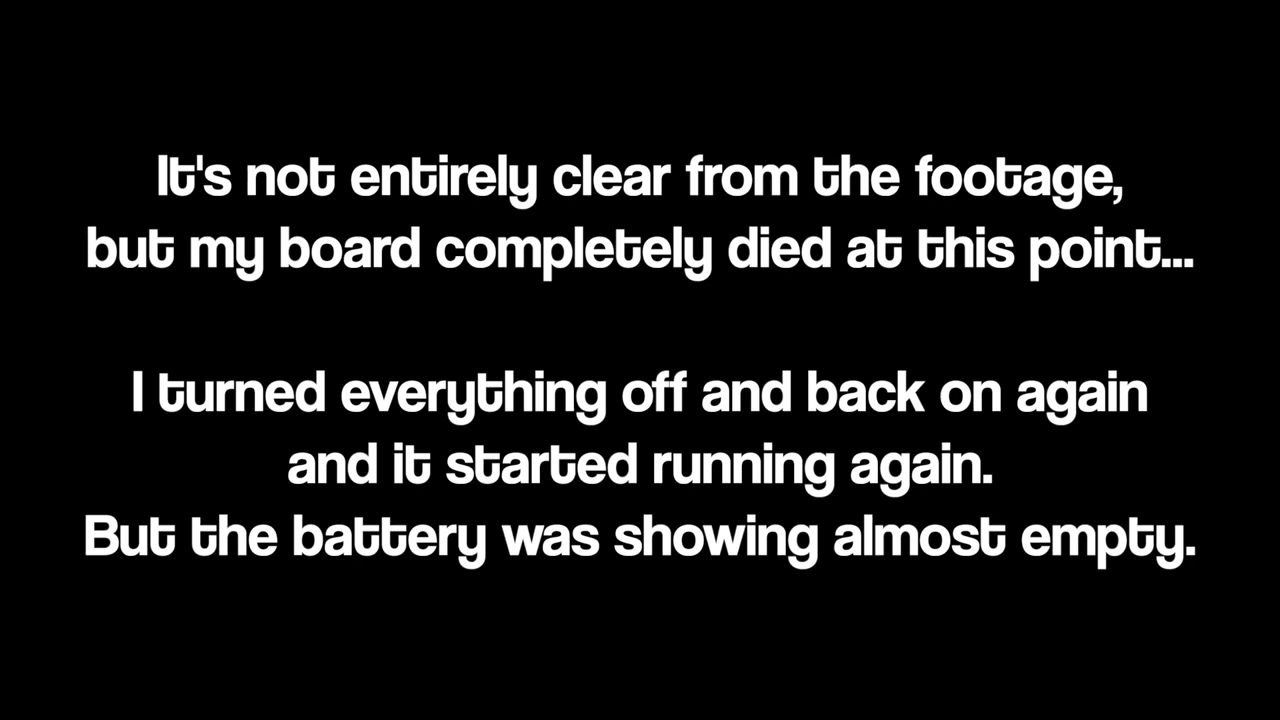 It's not entirely clear from the footage,
but my board completely died at this point...
I turned everything off and back on again
and it started running again.
But the battery was showing almost empty.